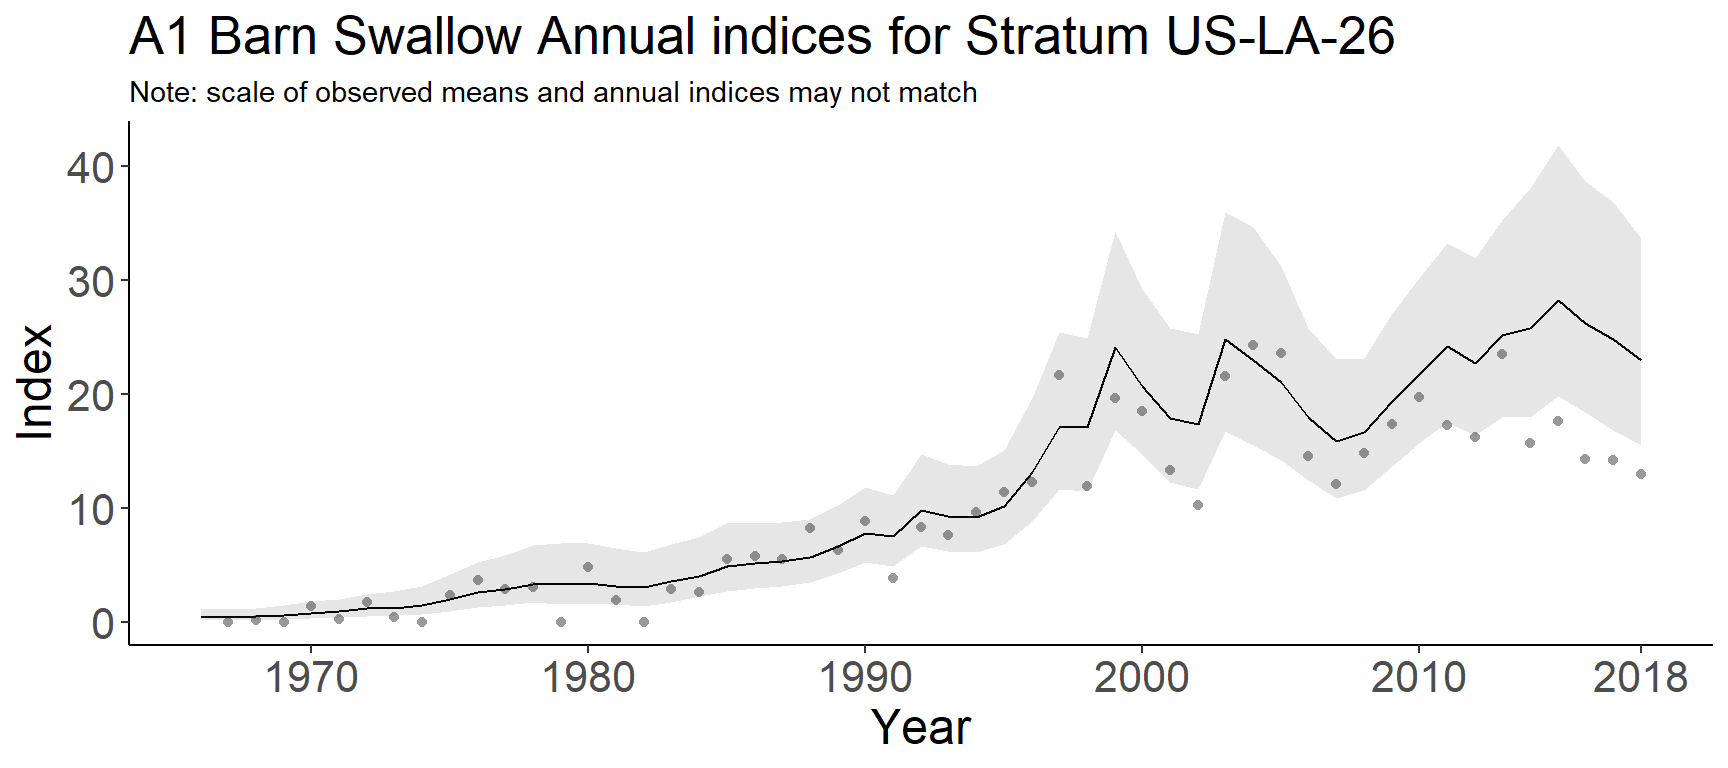 A1 Barn Swallow Annual indices for Stratum US-LA-26
Note: scale of observed means and annual indices may not match
40
30
20
10
0
Index
1970 1980 1990 2000 2010 2018
Year